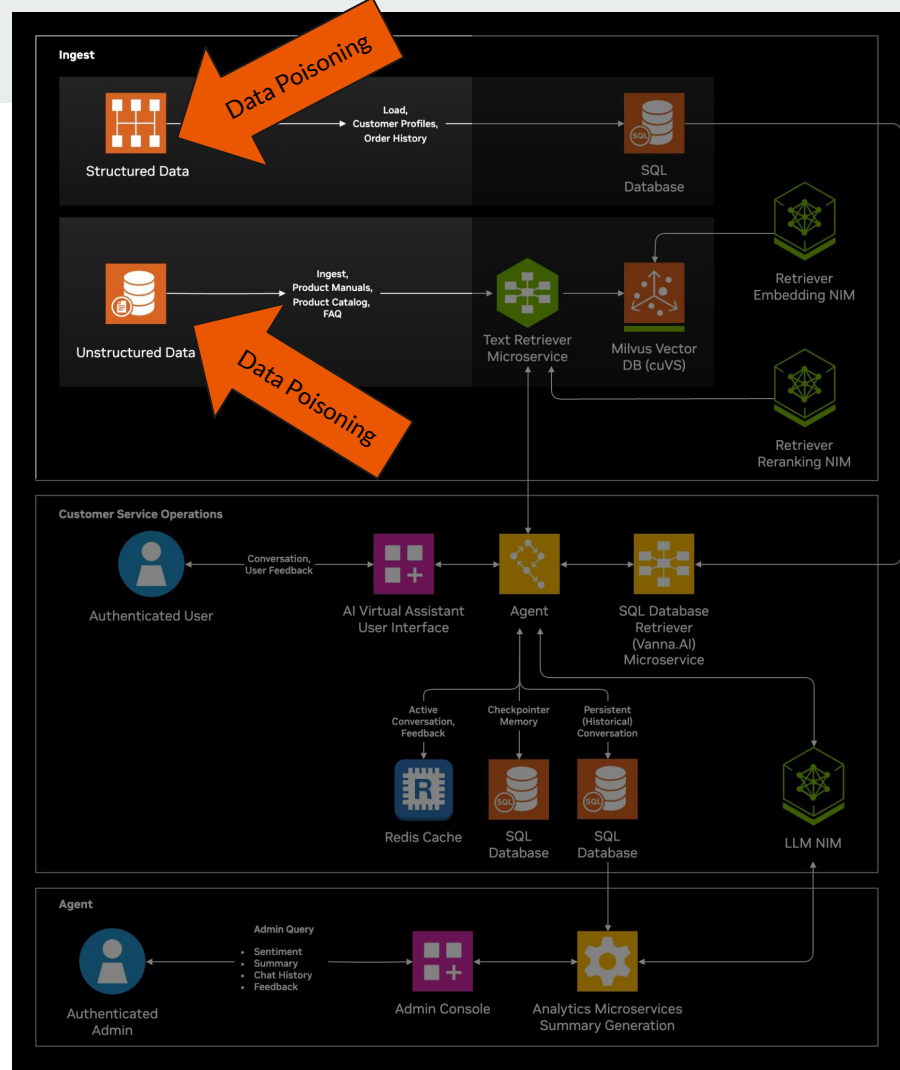 Ingest
Data Poisoning
Load,
Customer Profiles,
Order History
Structured Data
SQL
SQL
Database
Ingest,
Product Manuals,
Product Catalog,
FAQ
Unstructured Data
Data Poisoning
Text Retriever
Microservice
Milvus Vector
DB (cuVS)
Retriever
Embedding NIM
Retriever
Reranking NIM
Customer Service Operations
Conversation,
User Feedback
Authenticated User
AI Virtual Assistant
User Interface
Agent
SQL Database
Retriever
(Vanna.AI)
Microservice
Active
Conversation,
Feedback
Checkpointer
Memory
Persistent
(Historical)
Conversation
R
Redis Cache
SQL
SQL
Database
SQL
SQL
Database
LLM NIM
Agent
Admin Query
• Sentiment
• Summary
• Chat History
• Feedback
Authenticated
Admin
Admin Console
Analytics Microservices
Summary Generation